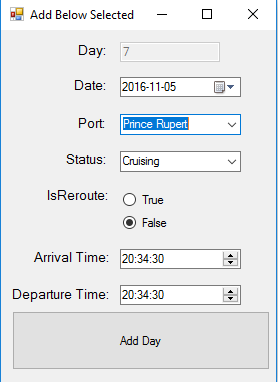 Add Below Selected
Day: 7
Date: 2016-11-05
Port: Prince Rupert
Status: Cruising
IsReroute: True
False
Arrival Time: 20:34:30
Departure Time: 20:34:30
Add Day